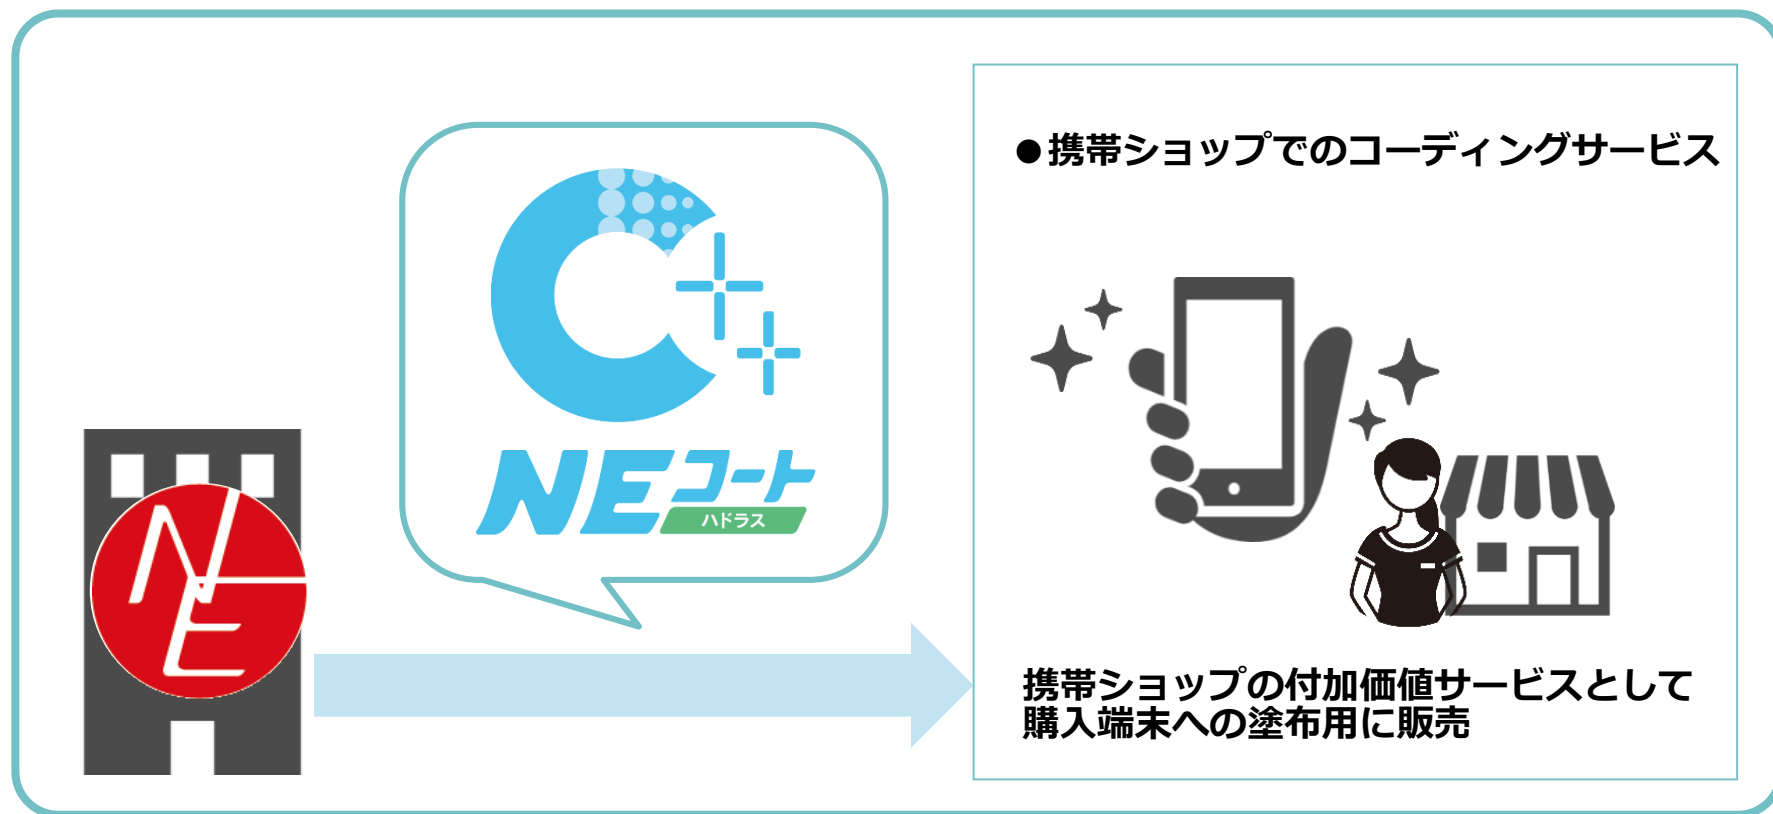 NEコート
ハドラス
NE
●携帯ショップでのコーディングサービス
携帯ショップの付加価値サービスとして
購入端末への塗布用に販売